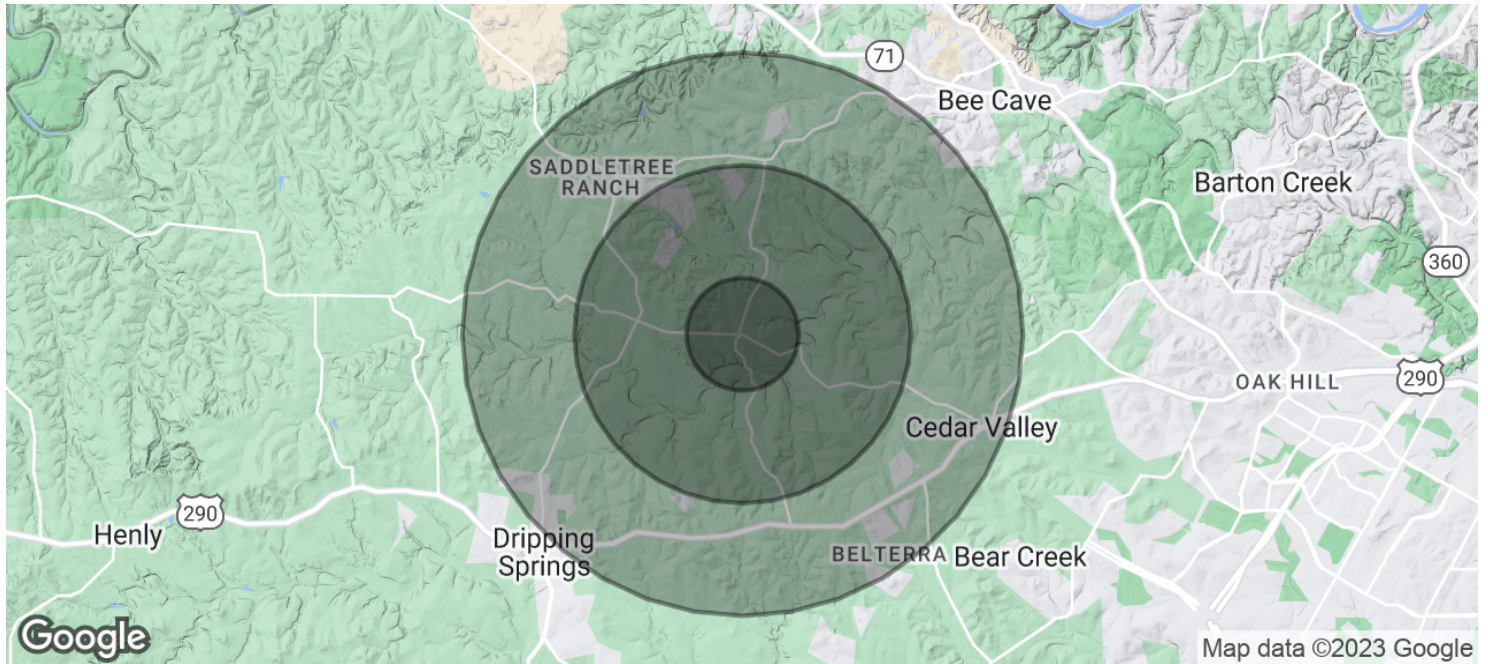 71
Bee Cave
SADDLETREE
RANCH
Barton Creek
360
290
OAK HILL
Cedar Valley
290
Henly
Dripping
Springs
BELTERRA
Bear Creek
Google
Map data ©2023 Google